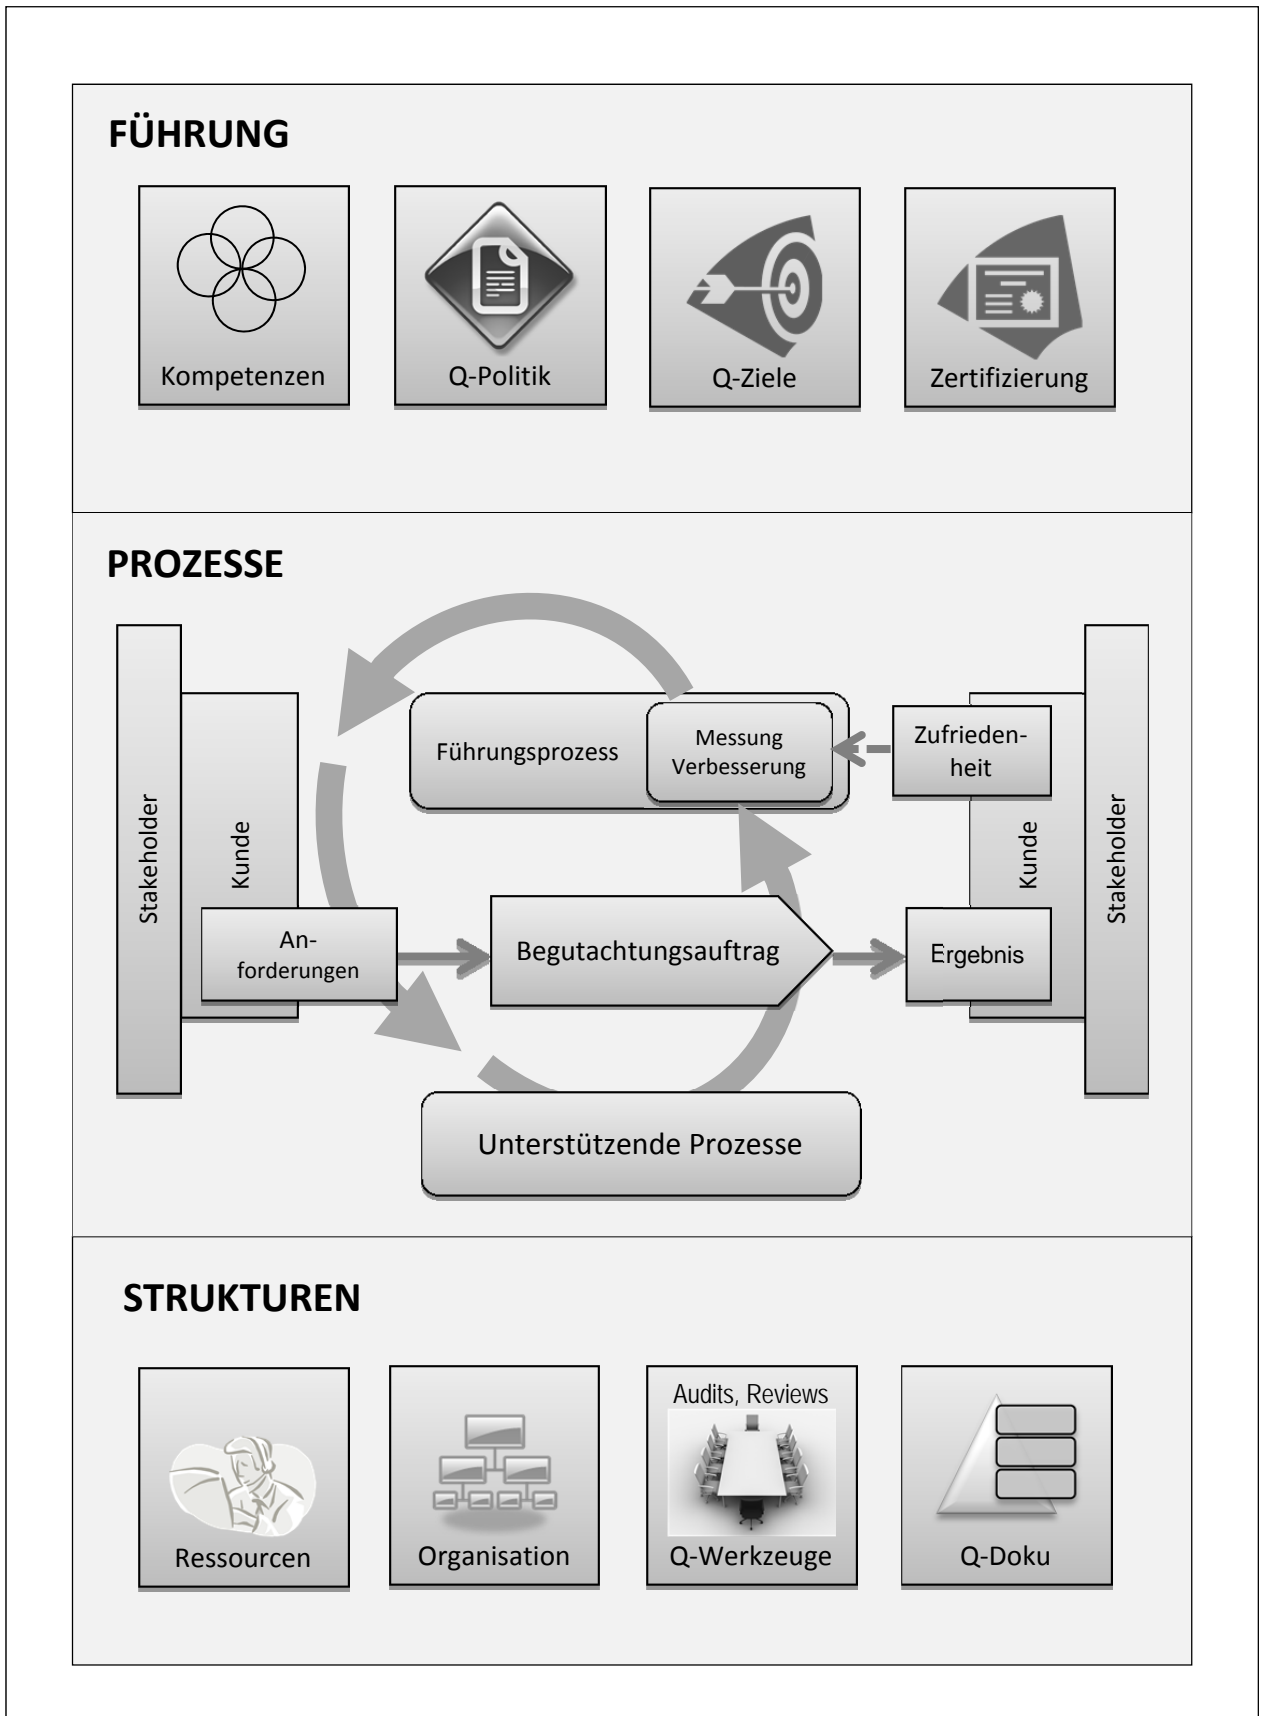 FÜHRUNG
Kompetenzen
Q-Politik
Q-Ziele
Zertifizierung
PROZESSE
Stakeholder
Kunde
An-
forderungen
Führungsprozess
Messung
Verbesserung
Zufrieden-
heit
Begutachtungsauftrag
Ergebnis
Kunde
Stakeholder
Unterstützende Prozesse
STRUKTUREN
Ressourcen
Organisation
Audits, Reviews
Q-Werkzeuge
Q-Doku